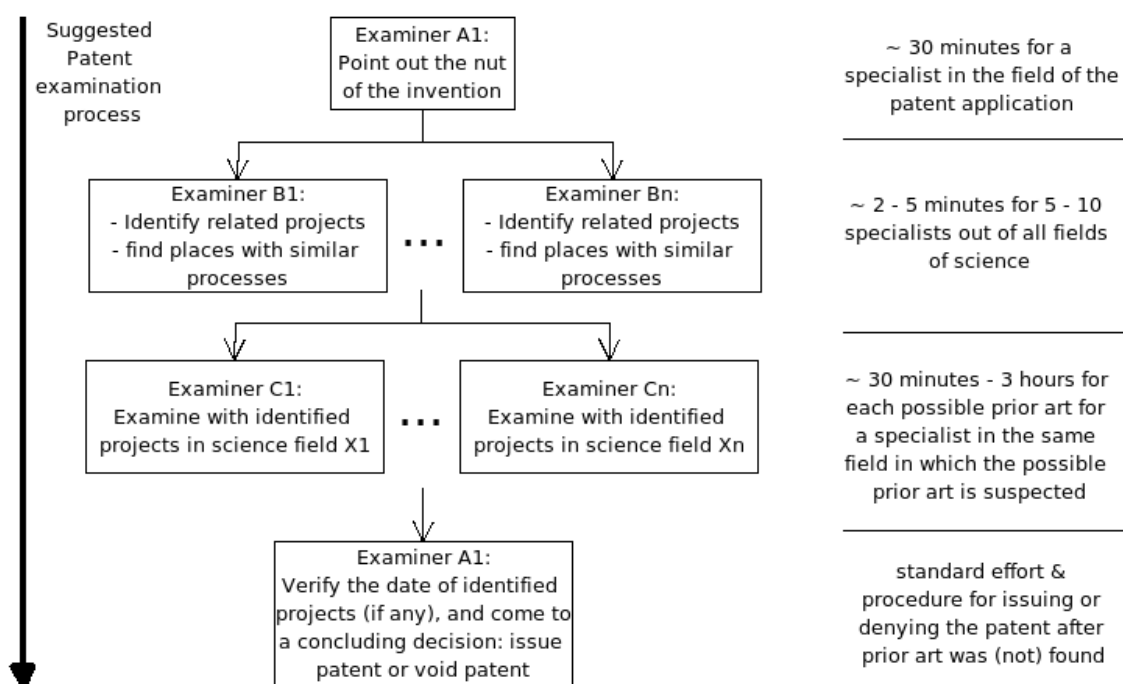 Suggested
Patent
examination
process
Examiner A1:
Point out the nut
of the invention
~ 30 minutes for a
specialist in the field of the
patent application
Examiner B1:
- Identify related projects
- find places with similar
processes
...
Examiner Bn:
- Identify related projects
- find places with similar
processes
~ 2 - 5 minutes for 5 - 10
specialists out of all fields
of science
Examiner C1:
Examine with identified
projects in science field X1
...
Examiner Cn:
Examine with identified
projects in science field Xn
~ 30 minutes - 3 hours for
each possible prior art for
a specialist in the same
field in which the possible
prior art is suspected
Examiner A1:
Verify the date of identified
projects (if any), and come to
a concluding decision: issue
patent or void patent
standard effort &
procedure for issuing or
denying the patent after
prior art was (not) found